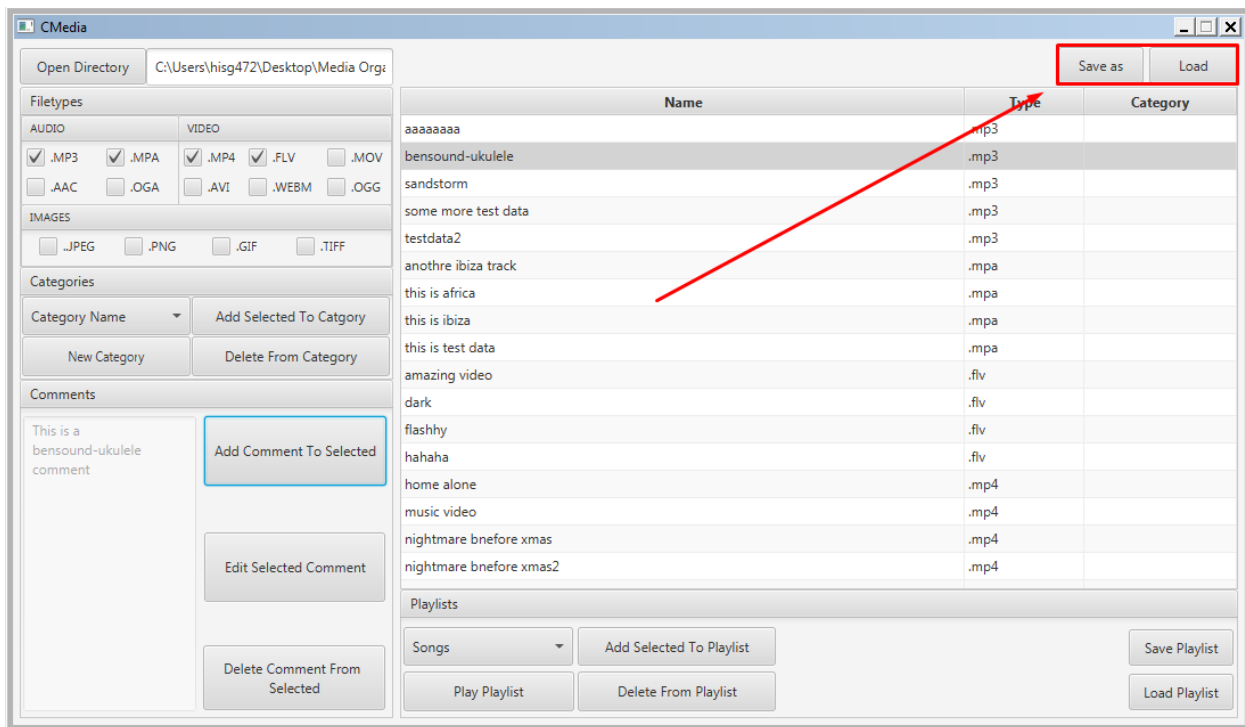 CMedia
Open Directory C:\Users\hisg472\Desktop\Media Orga
Save as Load
Filetypes
AUDIO VIDEO
.MP3 .MPA .MP4 .FLV .MOV
.AAC .OGA .AVI .WEBM .OGG
IMAGES
..JPEG .PNG .GIF .TIFF
Categories
Category Name Add Selected To Catgory
New Category Delete From Category
Comments
This is a
bensound-ukulele
comment
Add Comment To Selected
Edit Selected Comment
Delete Comment From
Selected
Name Type Category
aaaaaaaa .mp3
bensound-ukulele .mp3
sandstorm .mp3
some more test data .mp3
testdata2 .mp3
anothre ibiza track .mpa
this is africa .mpa
this is ibiza .mpa
this is test data .mpa
amazing video .flv
dark .flv
flashhy .flv
hahaha .flv
home alone .mp4
music video .mp4
nightmare bnefore xmas .mp4
nightmare bnefore xmas2 .mp4
Playlists
Songs Add Selected To Playlist Save Playlist
Play Playlist Delete From Playlist Load Playlist